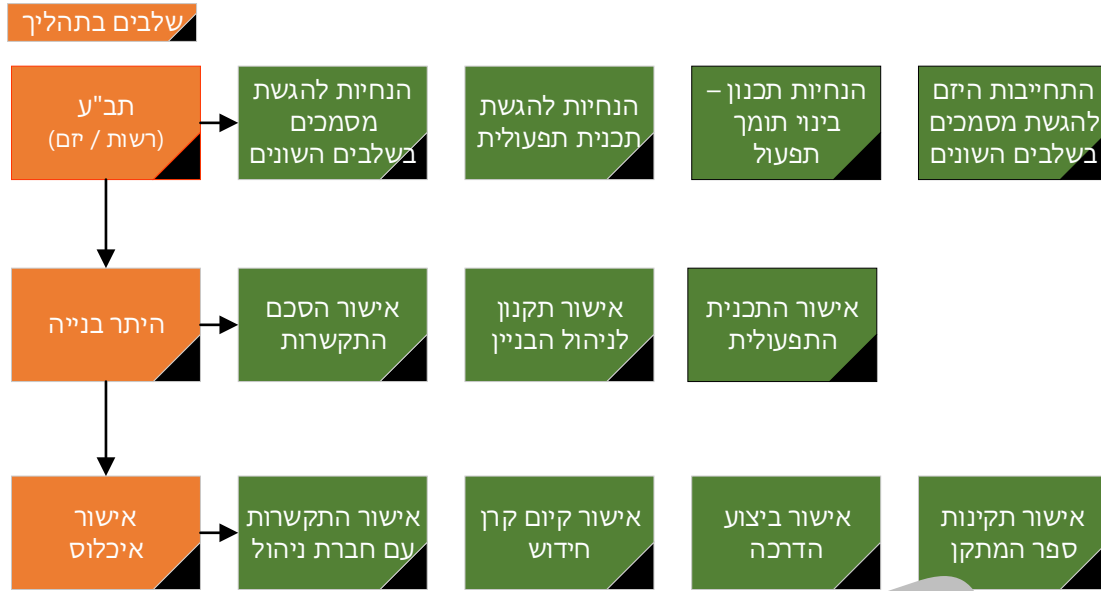 שלבים בתהליך
תב"ע
(רשות / יזם)
הנחיות להגשת
מסמכים
בשלבים השונים
הנחיות להגשת
תכנית תפעולית
הנחיות תכנון –
בינוי תומך
תפעול
התחייבות היזם
להגשת מסמכים
בשלבים השונים
היתר בנייה
אישור הסכם
התקשרות
אישור תקנון
לניהול הבניין
אישור התכנית
התפעולית
אישור
איכלוס
אישור התקשרות
עם חברת ניהול
אישור קיום קרן
חידוש
אישור ביצוע
הדרכה
אישור תקינות
ספר המתקן